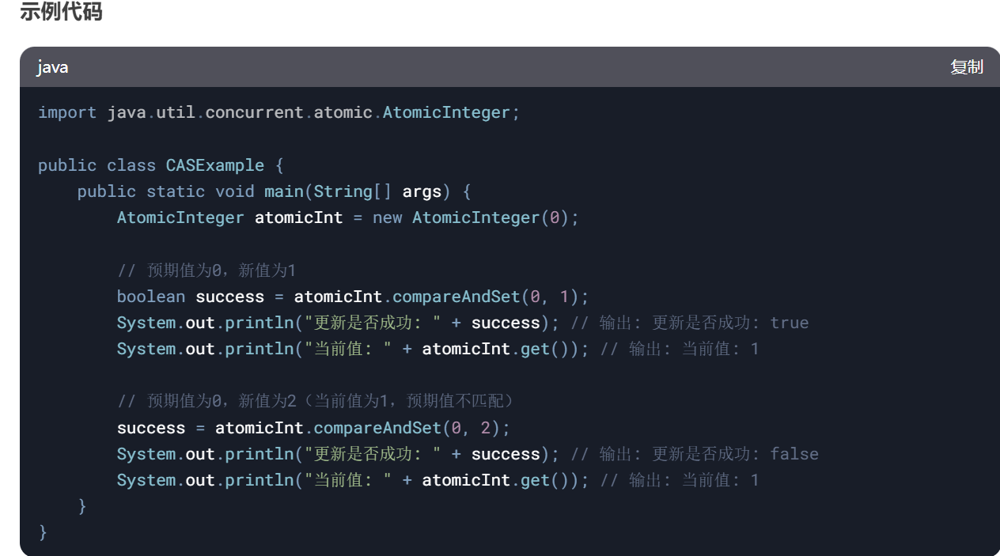 示例代码
java
复制
import java.util.concurrent.atomic.AtomicInteger;
public class CASExample {
    public static void main(String[] args) {
        AtomicInteger atomicInt = new AtomicInteger(0);
        // 预期值为0，新值为1
        boolean success = atomicInt.compareAndSet(0, 1);
        System.out.println("更新是否成功: " + success); // 输出: 更新是否成功: true
        System.out.println("当前值: " + atomicInt.get()); // 输出: 当前值: 1
        // 预期值为0，新值为2（当前值为1，预期值不匹配）
        success = atomicInt.compareAndSet(0, 2);
        System.out.println("更新是否成功: " + success); // 输出: 更新是否成功: false
        System.out.println("当前值: " + atomicInt.get()); // 输出: 当前值: 1
    }
}